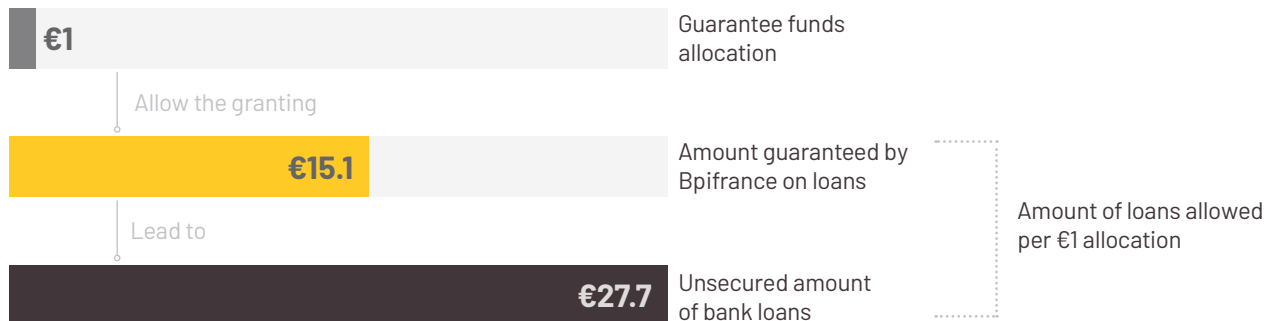 €1
Guarantee funds
allocation
Allow the granting
€15.1
Amount guaranteed by
Bpifrance on loans
Lead to
Amount of loans allowed
per €1 allocation
€27.7
Unsecured amount
of bank loans